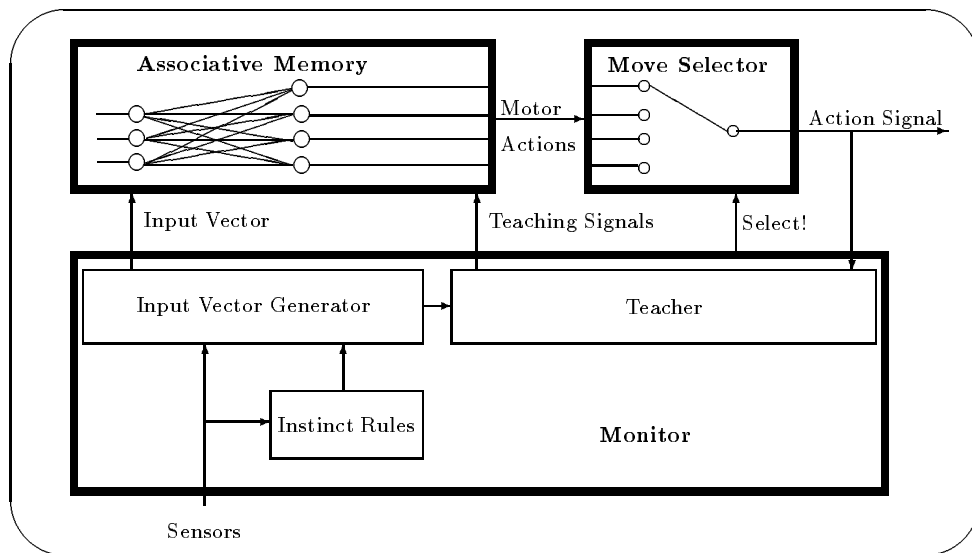 Associative Memory
Move Selector
Motor
Actions
Action Signal
Input Vector
Teaching Signals
Select!
Input Vector Generator
Teacher
Instinct Rules
Monitor
Sensors